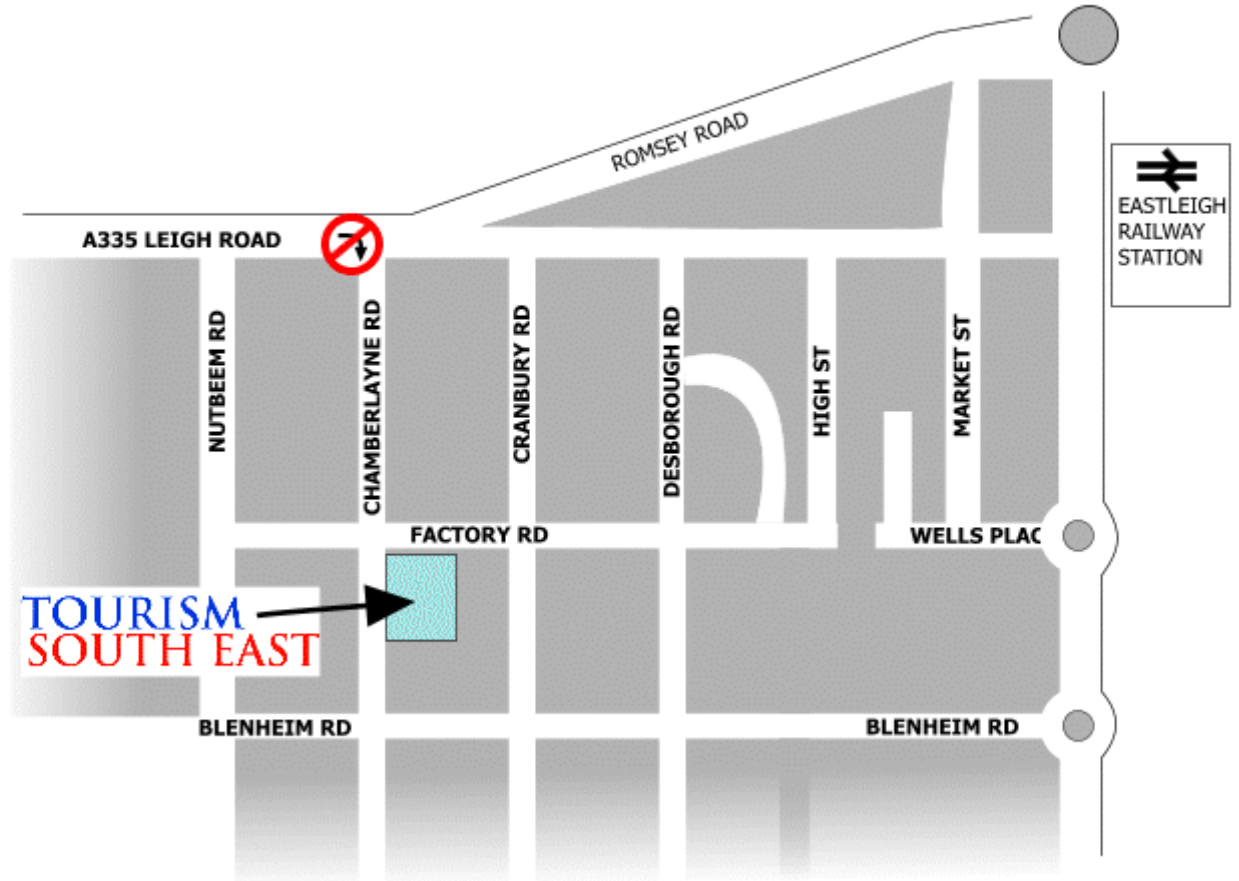 ROMSEY ROAD
EASTLEIGH
RAILWAY
STATION
A335 LEIGH ROAD
NUTBEEM RD
CHAMBERLAYNE RD
CRANBURY RD
DESBOROUGH RD
HIGH ST
MARKET ST
FACTORY RD
WELLS PLAC
TOURISM
SOUTH EAST
BLENHEIM RD
BLENHEIM RD